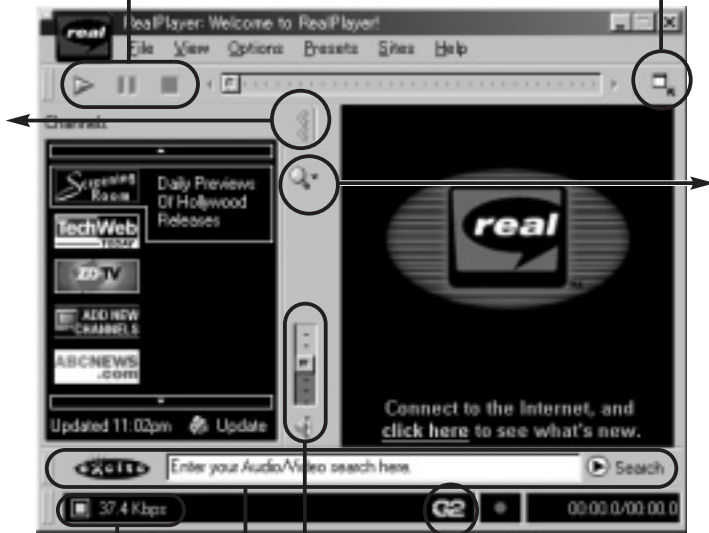 RealPlayer: Welcome to RealPlayer!
real
File View Options Presets Sites Help
Channels
Screening Room
Daily Previews
Of Hollywood
Releases
TechWeb
TODAY
ZDTV
ADD NEW
CHANNELS
ABCNEWS
.com
Updated 11:02pm Update
real
Connect to the Internet, and
click here to see what's new.
excite Enter your Audio/Video search here. Search
37.4 Kbps G2 00:00.0/00:00.0